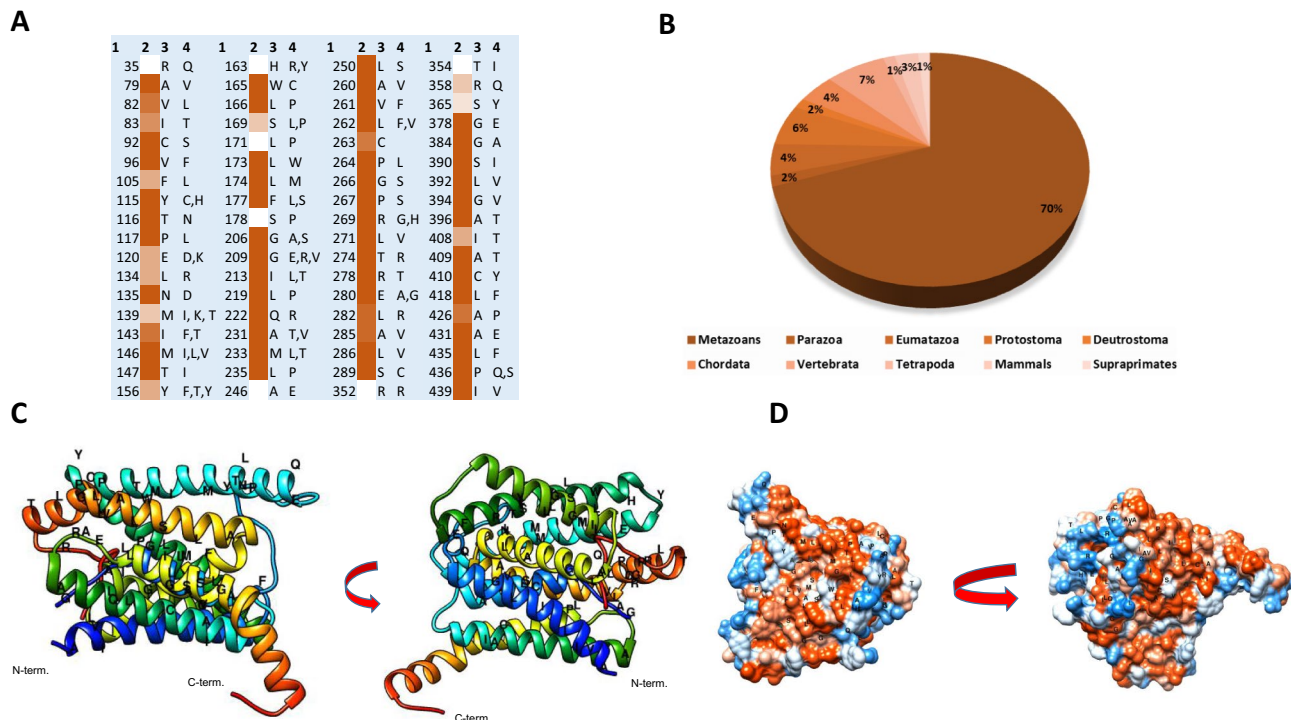 A
1 2 3 4 1 2 3 4 1 2 3 4 1 2 3 4
35 R Q 163 H R,Y 250 L S 354 T I
79 A V 165 W C 260 A V 358 R Q
82 V L 166 L P 261 V F 365 S Y
83 I T 169 S L,P 262 L F,V 378 G E
92 C S 171 L P 263 C 384 G A
96 V F 173 L W 264 P L 390 S I
105 F L 174 L M 266 G S 392 L V
115 Y C,H 177 F L,S 267 P S 394 G V
116 T N 178 S P 269 R G,H 396 A T
117 P L 206 G A,S 271 L V 408 I T
120 E D,K 209 G E,R,V 274 T R 409 A T
134 L R 213 I L,T 278 R T 410 C Y
135 N D 219 L P 280 E A,G 418 L F
139 M I, K, T 222 Q R 282 L R 426 A P
143 I F,T 231 A T,V 285 A V 431 A E
146 M I,L,V 233 M L,T 286 L V 435 L F
147 T I 235 L P 289 S C 436 P Q,S
156 Y F,T,Y 246 A E 352 R R 439 I V
B
1% 3% 1%
7%
4%
2%
6%
4%
2%
70%
Metazoans Parazoa Eumatazoa Protostoma Deutrostoma
Chordata Vertebrata Tetrapoda Mammals Supraprimates
C
N-term.
C-term.
N-term.
C-term.
D